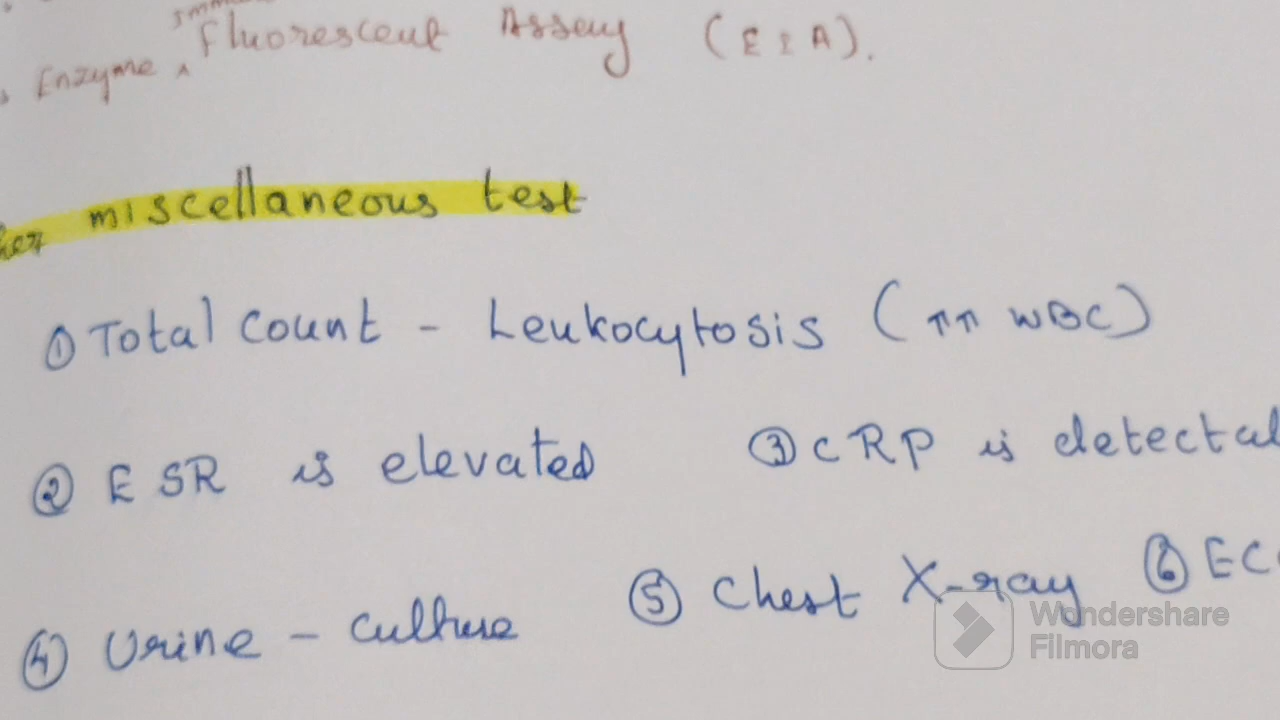 Enzyme ^ Fluorescent Assay (EIA).
miscellaneous test
① Total count - Leukocytosis (↑↑ WBC)
② ESR is elevated ③ CRP is detectal
④ Urine - culture ⑤ Chest X-ray ⑥ EC
Wondershare
Filmora